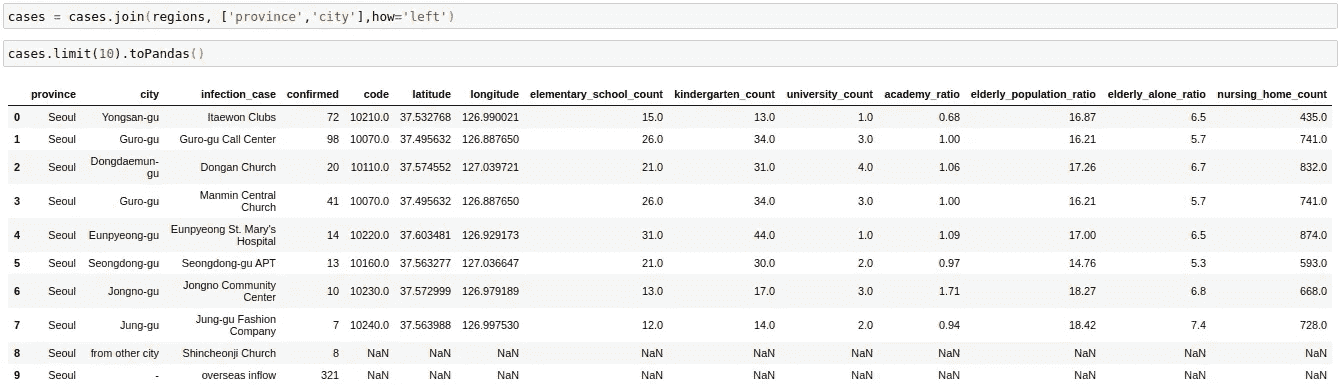 cases = cases.join(regions, ['province','city'],how='left')
cases.limit(10).toPandas()
province city infection_case confirmed code latitude longitude elementary_school_count kindergarten_count university_count academy_ratio elderly_population_ratio elderly_alone_ratio nursing_home_count
0 Seoul Yongsan-gu Itaewon Clubs 72 10210.0 37.532768 126.990021 15.0 13.0 1.0 0.68 16.87 6.5 435.0
1 Seoul Guro-gu Guro-gu Call Center 98 10070.0 37.495632 126.887650 26.0 34.0 3.0 1.00 16.21 5.7 741.0
2 Seoul Dongdaemun-
gu Dongan Church 20 10110.0 37.574552 127.039721 21.0 31.0 4.0 1.06 17.26 6.7 832.0
3 Seoul Guro-gu Manmin Central
Church 41 10070.0 37.495632 126.887650 26.0 34.0 3.0 1.00 16.21 5.7 741.0
4 Seoul Eunpyeong-gu Eunpyeong St. Mary's
Hospital 14 10220.0 37.603481 126.929173 31.0 44.0 1.0 1.09 17.00 6.5 874.0
5 Seoul Seongdong-gu Seongdong-gu APT 13 10160.0 37.563277 127.036647 21.0 30.0 2.0 0.97 14.76 5.3 593.0
6 Seoul Jongno-gu Jongno Community
Center 10 10230.0 37.572999 126.979189 13.0 17.0 3.0 1.71 18.27 6.8 668.0
7 Seoul Jung-gu Jung-gu Fashion
Company 7 10240.0 37.563988 126.997530 12.0 14.0 2.0 0.94 18.42 7.4 728.0
8 Seoul from other city Shincheonji Church 8 NaN NaN NaN NaN NaN NaN NaN NaN NaN NaN
9 Seoul - overseas inflow 321 NaN NaN NaN NaN NaN NaN NaN NaN NaN NaN